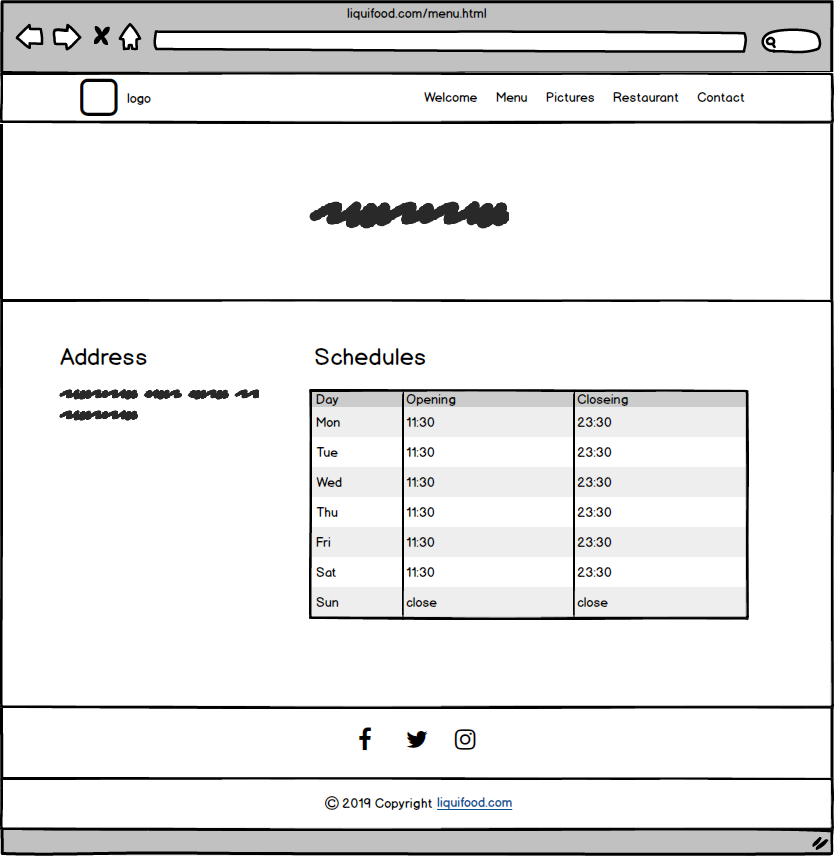 liquifood.com/menu.html
logo
Welcome Menu Pictures Restaurant Contact
Address
Schedules
Day Opening Closeing
Mon 11:30 23:30
Tue 11:30 23:30
Wed 11:30 23:30
Thu 11:30 23:30
Fri 11:30 23:30
Sat 11:30 23:30
Sun close close
© 2019 Copyright liquifood.com